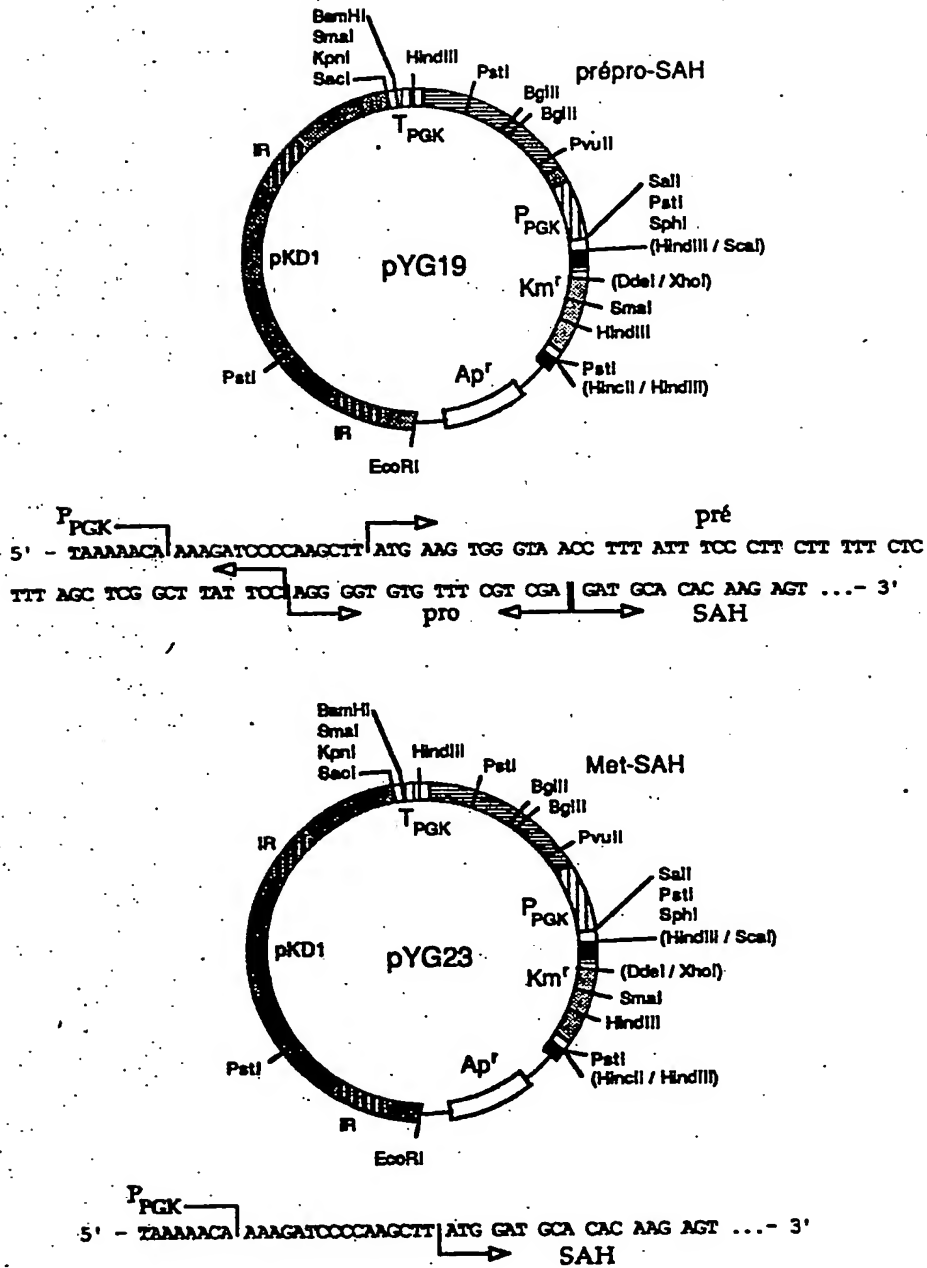 BamHI
SmaI
KpnI
SacI
HindIII
PstI
prépro-SAH
BglII
BglII
PvuII
TPGK
IR
SalI
PstI
SphI
(HindIII / ScaI)
PPGK
pKD1
pYG19
Kmr
(DdeI / XhoI)
SmaI
HindIII
PstI
(HincII / HindIII)
PstI
Apr
IR
EcoRI
PPGK
pré
5' - TAAAAACA AAAGATCCCCAAGCTT ATG AAG TGG GTA ACC TTT ATT TCC CTT CTT TTT CTC
TTT AGC TCG GCT TAT TCC AGG GGT GTG TTT CGT CGA GAT GCA CAC AAG AGT ...- 3'
pro
SAH
BamHI
SmaI
KpnI
SacI
HindIII
PstI
Met-SAH
BglII
BglII
PvuII
TPGK
IR
SalI
PstI
SphI
(HindIII / ScaI)
PPGK
pKD1
pYG23
Kmr
(DdeI / XhoI)
SmaI
HindIII
PstI
(HincII / HindIII)
PstI
Apr
IR
EcoRI
PPGK
5' - TAAAAACA AAAGATCCCCAAGCTT ATG GAT GCA CAC AAG AGT ...- 3'
SAH